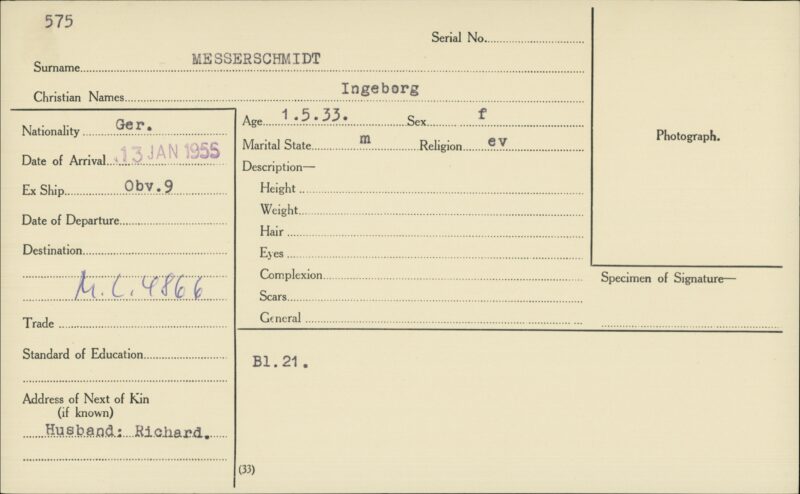 575
Serial No.
Surname MESSERSCHMIDT
Christian Names Ingeborg
Nationality Ger.
Date of Arrival 13 JAN 1955
Ex Ship Obv.9
Date of Departure
Destination
M.C.4866
Trade
Standard of Education
Address of Next of Kin
(if known)
Husband: Richard.
Age 1.5.33. Sex f
Marital State m Religion ev
Description—
Height
Weight
Hair
Eyes
Complexion
Scars
General
Bl.21.
(33)
Photograph.
Specimen of Signature—